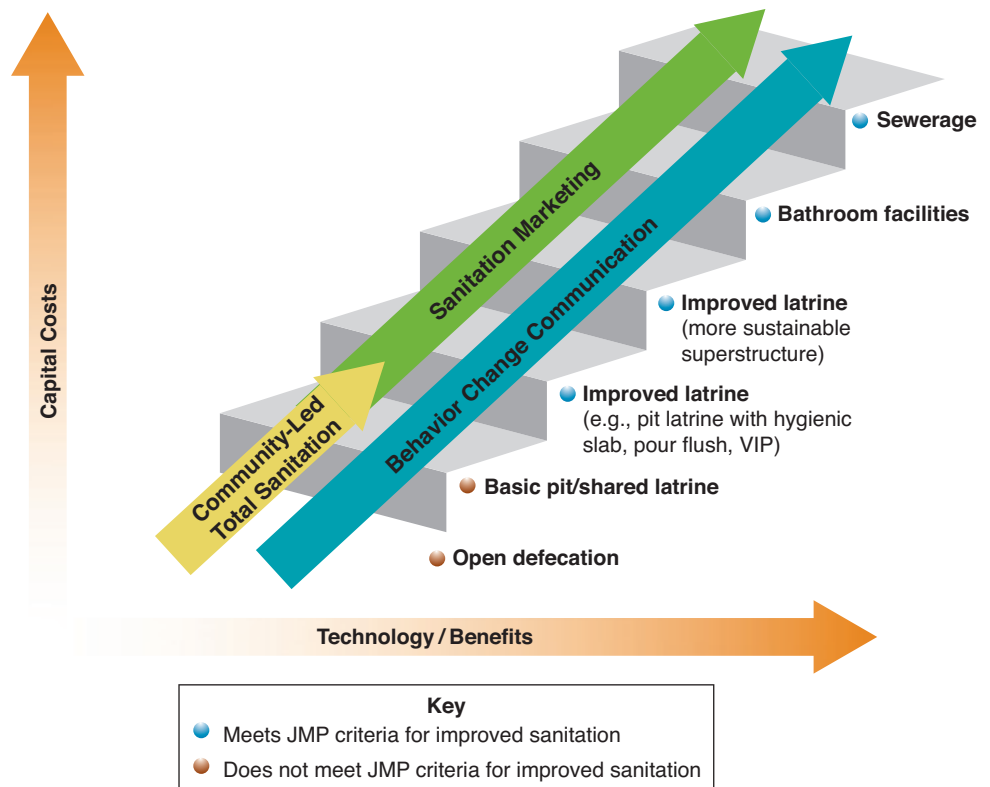 Capital Costs
Sanitation Marketing
Behavior Change Communication
Community-Led
Total Sanitation
Sewerage
Bathroom facilities
Improved latrine
(more sustainable
superstructure)
Improved latrine
(e.g., pit latrine with hygienic
slab, pour flush, VIP)
Basic pit/shared latrine
Open defecation
Technology / Benefits
Key
Meets JMP criteria for improved sanitation
Does not meet JMP criteria for improved sanitation